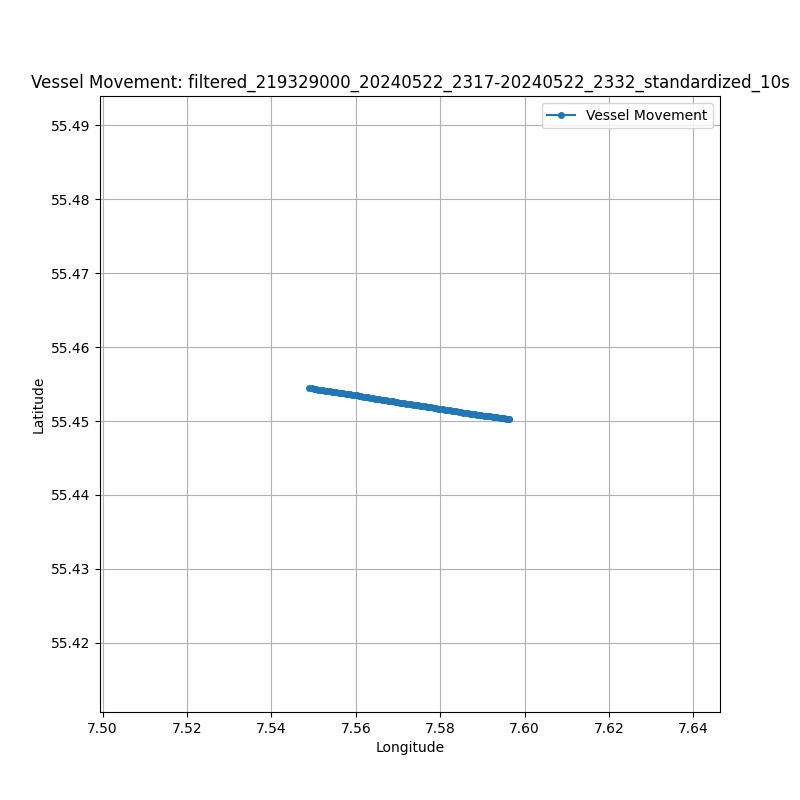 Vessel Movement: filtered_219329000_20240522_2317-20240522_2332_standardized_10s
Vessel Movement
55.49
55.48
55.47
55.46
55.45
55.44
55.43
55.42
Latitude
7.50 7.52 7.54 7.56 7.58 7.60 7.62 7.64
Longitude